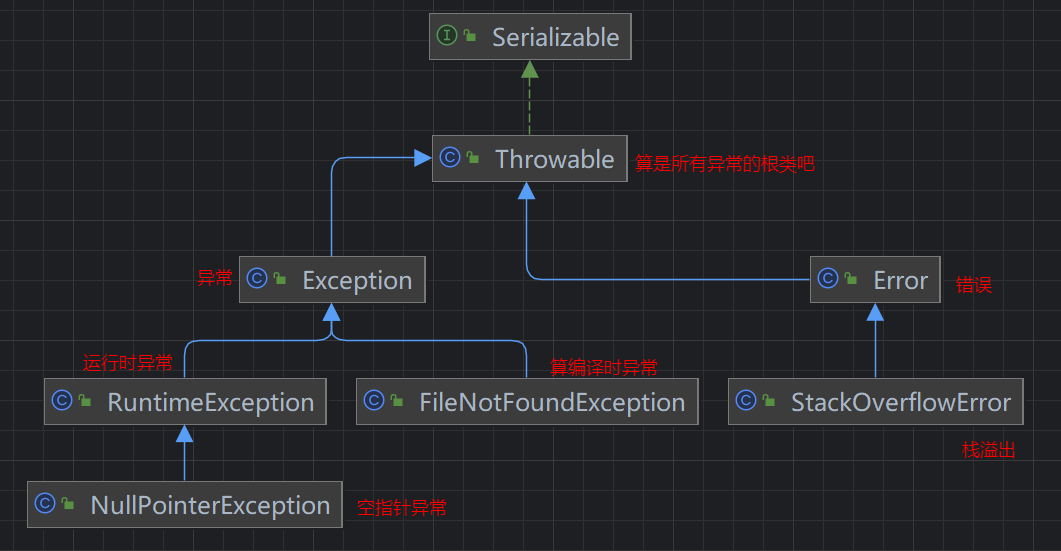 Serializable
Throwable
算是所有异常的根类吧
异常
Exception
Error
错误
运行时异常
算编译时异常
RuntimeException
FileNotFoundException
StackOverflowError
栈溢出
NullPointerException
空指针异常